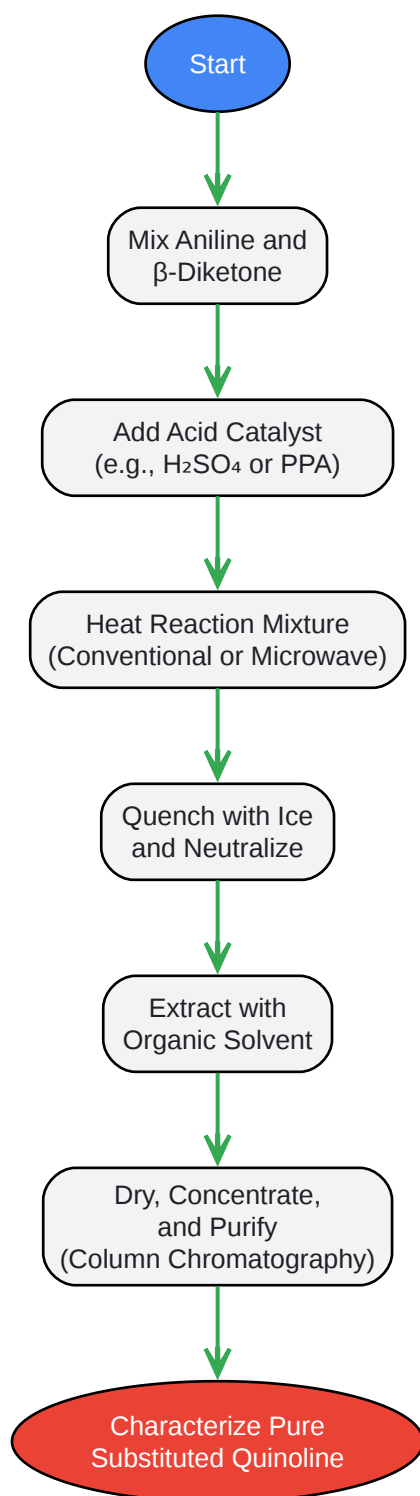 Start
Mix Aniline and
β-Diketone
Add Acid Catalyst
(e.g., H₂SO₄ or PPA)
Heat Reaction Mixture
(Conventional or Microwave)
Quench with Ice
and Neutralize
Extract with
Organic Solvent
Dry, Concentrate,
and Purify
(Column Chromatography)
Characterize Pure
Substituted Quinoline